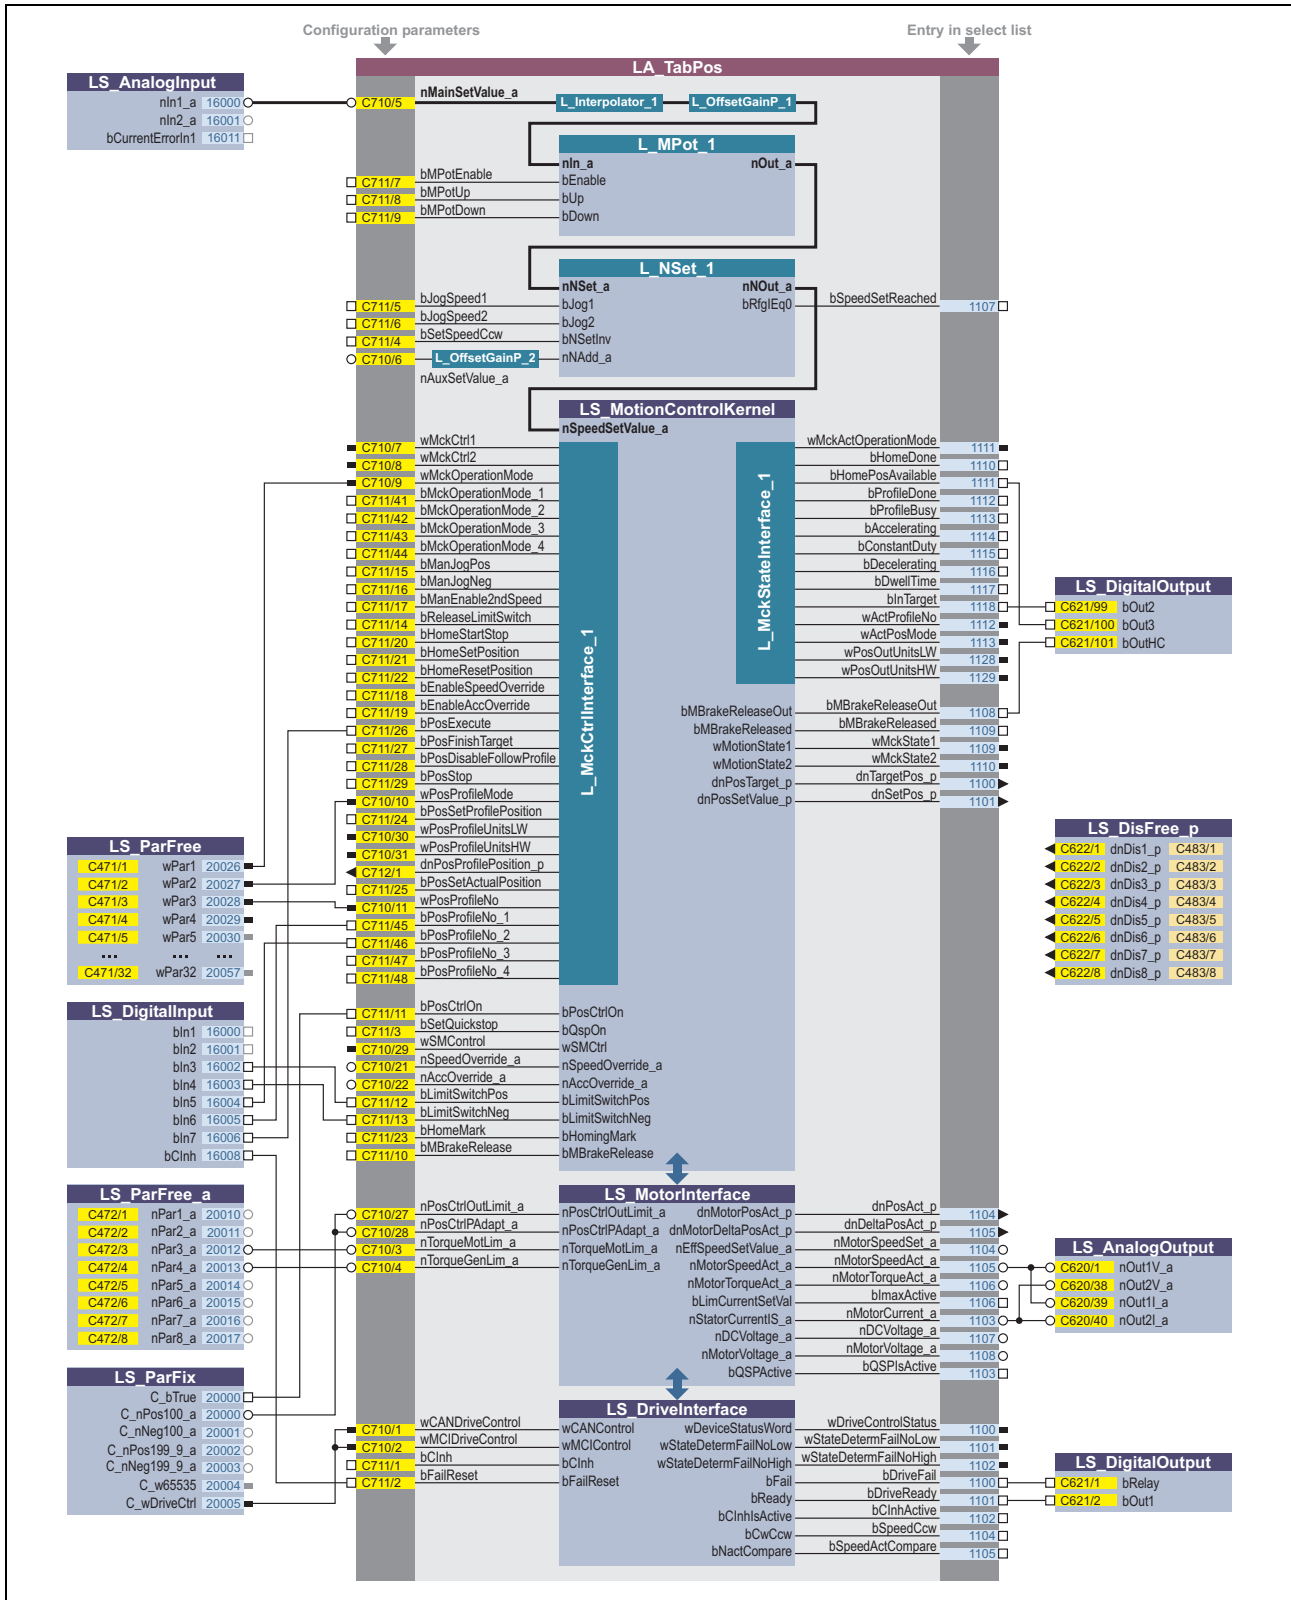 Configuration parameters
Entry in select list
LS_AnalogInput
nIn1_a 16000
nIn2_a 16001
bCurrentErrorIn1 16011
LA_TabPos
C710/5 nMainSetValue_a L_Interpolator_1 L_OffsetGainP_1
L_MPot_1
nIn_a nOut_a
C711/7 bMPotEnable bEnable
C711/8 bMPotUp bUp
C711/9 bMPotDown bDown
L_NSet_1
nNSet_a nNOut_a
C711/5 bJogSpeed1 bJog1 bRfgIEq0 bSpeedSetReached 1107
C711/6 bJogSpeed2 bJog2
C711/4 bSetSpeedCcw bNSetInv
C710/6 L_OffsetGainP_2 nNAdd_a
nAuxSetValue_a
LS_MotionControlKernel
nSpeedSetValue_a
L_MckCtrlInterface_1
L_MckStateInterface_1
C710/7 wMckCtrl1 wMckActOperationMode 1111
C710/8 wMckCtrl2 bHomeDone 1110
C710/9 wMckOperationMode bHomePosAvailable 1111
C711/41 bMckOperationMode_1 bProfileDone 1112
C711/42 bMckOperationMode_2 bProfileBusy 1113
C711/43 bMckOperationMode_3 bAccelerating 1114
C711/44 bMckOperationMode_4 bConstantDuty 1115
C711/15 bManJogPos bDecelerating 1116
C711/16 bManJogNeg bDwellTime 1117
C711/17 bManEnable2ndSpeed bInTarget 1118
C711/14 bReleaseLimitSwitch wActProfileNo 1112
C711/20 bHomeStartStop wActPosMode 1113
C711/21 bHomeSetPosition wPosOutUnitsLW 1128
C711/22 bHomeResetPosition wPosOutUnitsHW 1129
C711/18 bEnableSpeedOverride
C711/19 bEnableAccOverride bMBrakeReleaseOut bMBrakeReleaseOut 1108
C711/26 bPosExecute bMBrakeReleased bMBrakeReleased 1109
C711/27 bPosFinishTarget wMotionState1 wMckState1 1109
C711/28 bPosDisableFollowProfile wMotionState2 wMckState2 1110
C711/29 bPosStop dnPosTarget_p dnTargetPos_p 1100
C710/10 wPosProfileMode dnPosSetValue_p dnSetPos_p 1101
C711/24 bPosSetProfilePosition
C710/30 wPosProfileUnitsLW
C710/31 wPosProfileUnitsHW
C712/1 dnPosProfilePosition_p
C711/25 bPosSetActualPosition
C710/11 wPosProfileNo
C711/45 bPosProfileNo_1
C711/46 bPosProfileNo_2
C711/47 bPosProfileNo_3
C711/48 bPosProfileNo_4
C711/11 bPosCtrlOn bPosCtrlOn
C711/3 bSetQuickstop bQspOn
C710/29 wSMControl wSMCtrl
C710/21 nSpeedOverride_a nSpeedOverride_a
C710/22 nAccOverride_a nAccOverride_a
C711/12 bLimitSwitchPos bLimitSwitchPos
C711/13 bLimitSwitchNeg bLimitSwitchNeg
C711/23 bHomeMark bHomingMark
C711/10 bMBrakeRelease bMBrakeRelease
LS_DigitalOutput
C621/99 bOut2
C621/100 bOut3
C621/101 bOutHC
LS_DisFree_p
C622/1 dnDis1_p C483/1
C622/2 dnDis2_p C483/2
C622/3 dnDis3_p C483/3
C622/4 dnDis4_p C483/4
C622/5 dnDis5_p C483/5
C622/6 dnDis6_p C483/6
C622/7 dnDis7_p C483/7
C622/8 dnDis8_p C483/8
LS_ParFree
C471/1 wPar1 20026
C471/2 wPar2 20027
C471/3 wPar3 20028
C471/4 wPar4 20029
C471/5 wPar5 20030
... ... ...
C471/32 wPar32 20057
LS_DigitalInput
bIn1 16000
bIn2 16001
bIn3 16002
bIn4 16003
bIn5 16004
bIn6 16005
bIn7 16006
bCInh 16008
LS_ParFree_a
C472/1 nPar1_a 20010
C472/2 nPar2_a 20011
C472/3 nPar3_a 20012
C472/4 nPar4_a 20013
C472/5 nPar5_a 20014
C472/6 nPar6_a 20015
C472/7 nPar7_a 20016
C472/8 nPar8_a 20017
LS_ParFix
C_bTrue 20000
C_nPos100_a 20000
C_nNeg100_a 20001
C_nPos199_9_a 20002
C_nNeg199_9_a 20003
C_w65535 20004
C_wDriveCtrl 20005
LS_MotorInterface
C710/27 nPosCtrlOutLimit_a nPosCtrlOutLimit_a dnMotorPosAct_p dnPosAct_p 1104
C710/28 nPosCtrlPAdapt_a nPosCtrlPAdapt_a dnMotorDeltaPosAct_p dnDeltaPosAct_p 1105
C710/3 nTorqueMotLim_a nTorqueMotLim_a nEffSpeedSetValue_a nMotorSpeedSet_a 1104
C710/4 nTorqueGenLim_a nTorqueGenLim_a nMotorSpeedAct_a nMotorSpeedAct_a 1105
nMotorTorqueAct_a nMotorTorqueAct_a 1106
bLimCurrentSetVal bImaxActive 1106
nStatorCurrentIS_a nMotorCurrent_a 1103
nDCVoltage_a nDCVoltage_a 1107
nMotorVoltage_a nMotorVoltage_a 1108
bQSPActive bQSPIsActive 1103
LS_AnalogOutput
C620/1 nOut1V_a
C620/38 nOut2V_a
C620/39 nOut1I_a
C620/40 nOut2I_a
LS_DriveInterface
C710/1 wCANDriveControl wCANControl wDeviceStatusWord wDriveControlStatus 1100
C710/2 wMCIDriveControl wMCIControl wStateDetermFailNoLow wStateDetermFailNoLow 1101
C711/1 bCInh bCInh wStateDetermFailNoHigh wStateDetermFailNoHigh 1102
C711/2 bFailReset bFailReset bFail bDriveFail 1100
bReady bDriveReady 1101
bCInhIsActive bCInhActive 1102
bCwCcw bSpeedCcw 1104
bNactCompare bSpeedActCompare 1105
LS_DigitalOutput
C621/1 bRelay
C621/2 bOut1